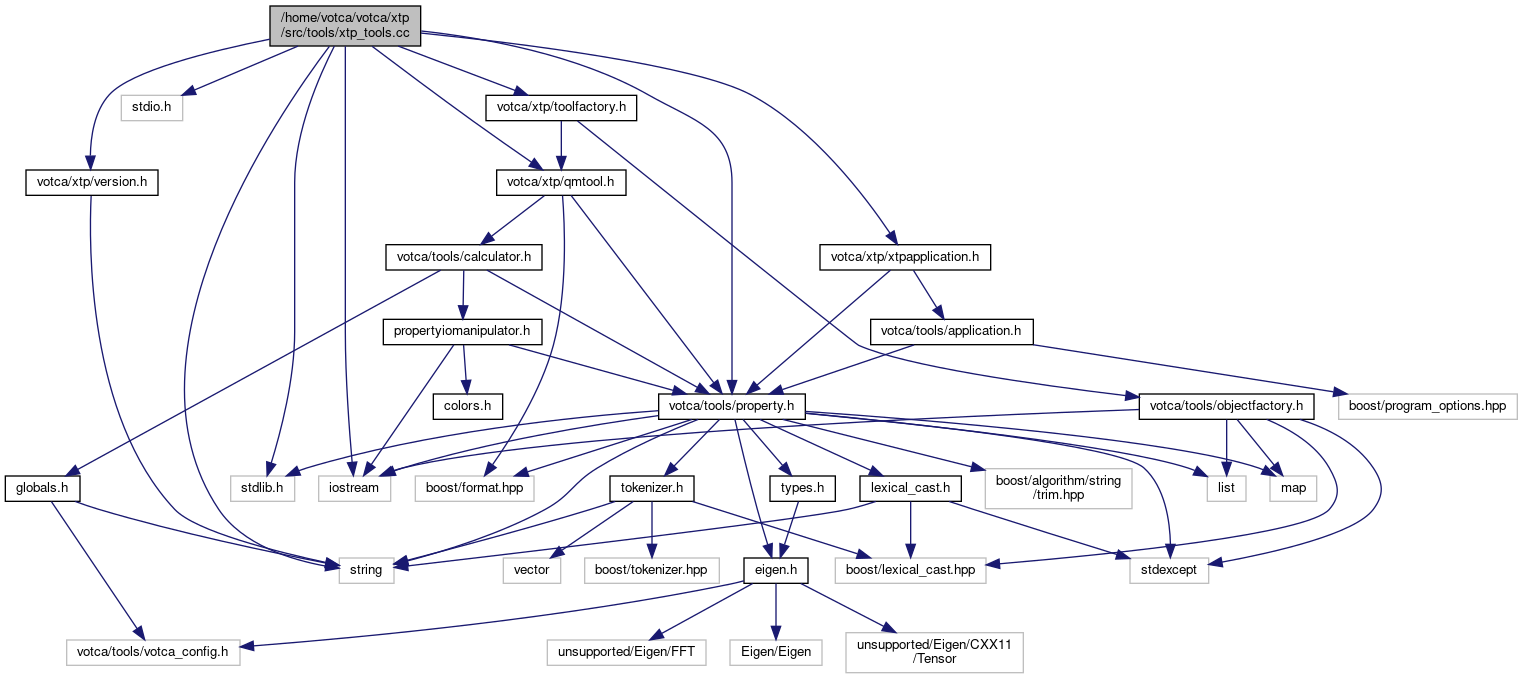 /home/votca/votca/xtp
/src/tools/xtp_tools.cc
stdio.h
votca/xtp/toolfactory.h
votca/xtp/version.h
votca/xtp/qmtool.h
votca/tools/calculator.h
votca/xtp/xtpapplication.h
propertyiomanipulator.h
votca/tools/application.h
colors.h
votca/tools/property.h
votca/tools/objectfactory.h
boost/program_options.hpp
globals.h
stdlib.h
iostream
boost/format.hpp
tokenizer.h
types.h
lexical_cast.h
boost/algorithm/string
/trim.hpp
list
map
string
vector
boost/tokenizer.hpp
eigen.h
boost/lexical_cast.hpp
stdexcept
votca/tools/votca_config.h
unsupported/Eigen/FFT
Eigen/Eigen
unsupported/Eigen/CXX11
/Tensor